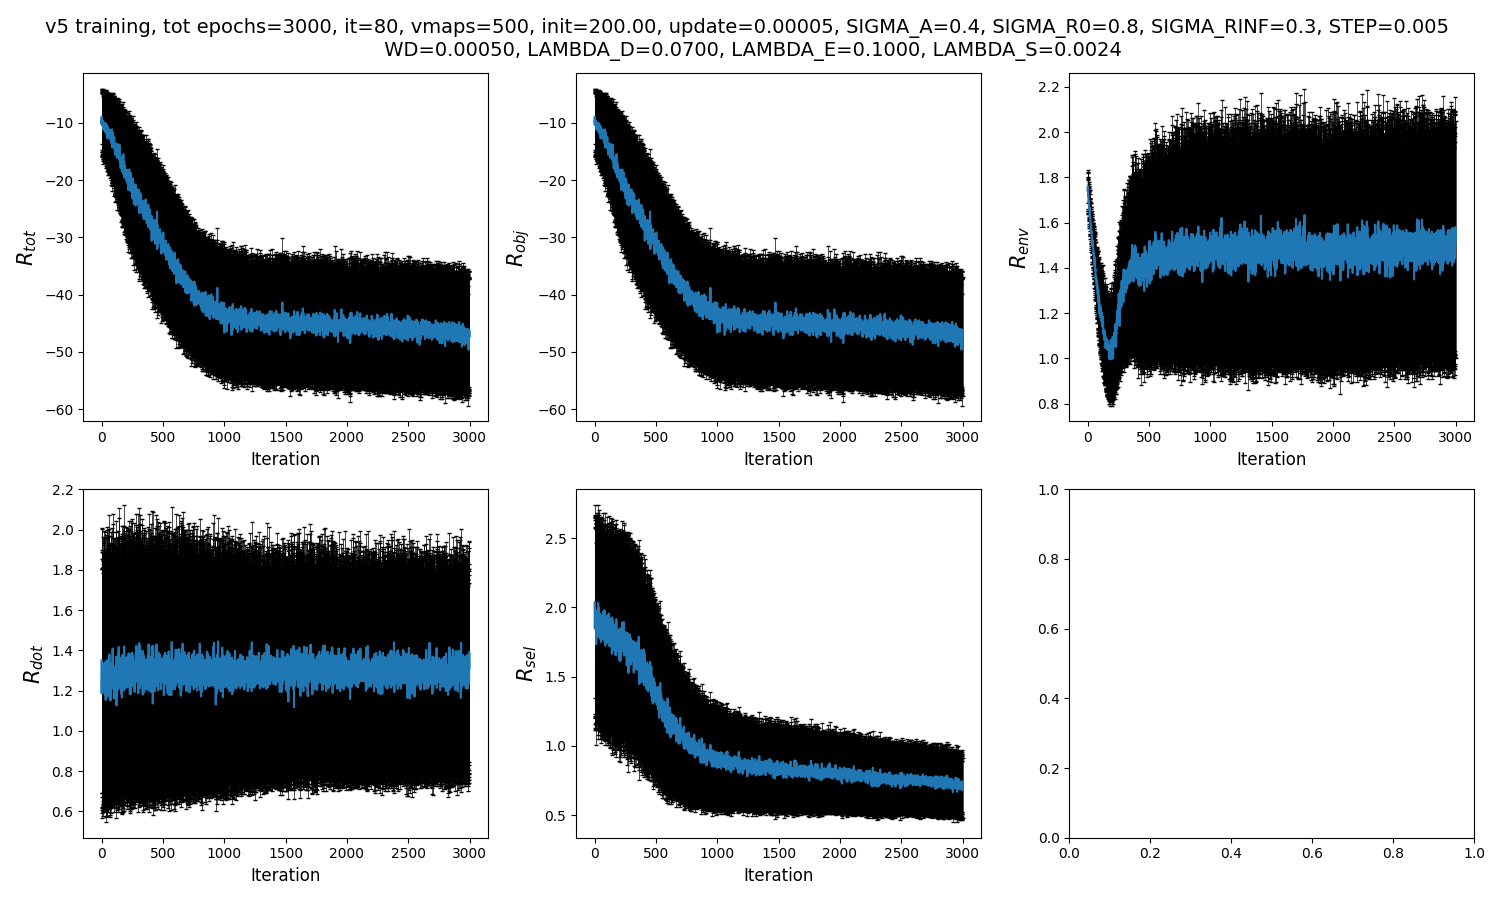 v5 training, tot epochs=3000, it=80, vmaps=500, init=200.00, update=0.00005, SIGMA_A=0.4, SIGMA_R0=0.8, SIGMA_RINF=0.3, STEP=0.005
WD=0.00050, LAMBDA_D=0.0700, LAMBDA_E=0.1000, LAMBDA_S=0.0024
R_tot
−10
−20
−30
−40
−50
−60
0 500 1000 1500 2000 2500 3000
Iteration
R_obj
−10
−20
−30
−40
−50
−60
0 500 1000 1500 2000 2500 3000
Iteration
R_env
2.2
2.0
1.8
1.6
1.4
1.2
1.0
0.8
0 500 1000 1500 2000 2500 3000
Iteration
R_dot
2.2
2.0
1.8
1.6
1.4
1.2
1.0
0.8
0.6
0 500 1000 1500 2000 2500 3000
Iteration
R_sel
2.5
2.0
1.5
1.0
0.5
0 500 1000 1500 2000 2500 3000
Iteration
1.0
0.8
0.6
0.4
0.2
0.0
0.0 0.2 0.4 0.6 0.8 1.0